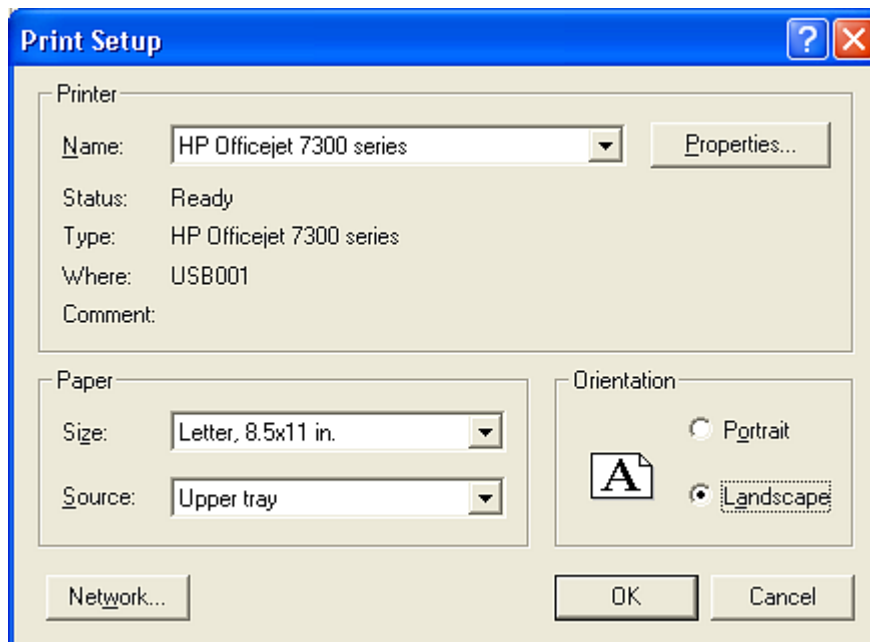 Print Setup
Printer
Name: HP Officejet 7300 series Properties...
Status: Ready
Type: HP Officejet 7300 series
Where: USB001
Comment:
Paper
Size: Letter, 8.5x11 in.
Source: Upper tray
Orientation
A
Portrait
Landscape
Network... OK Cancel